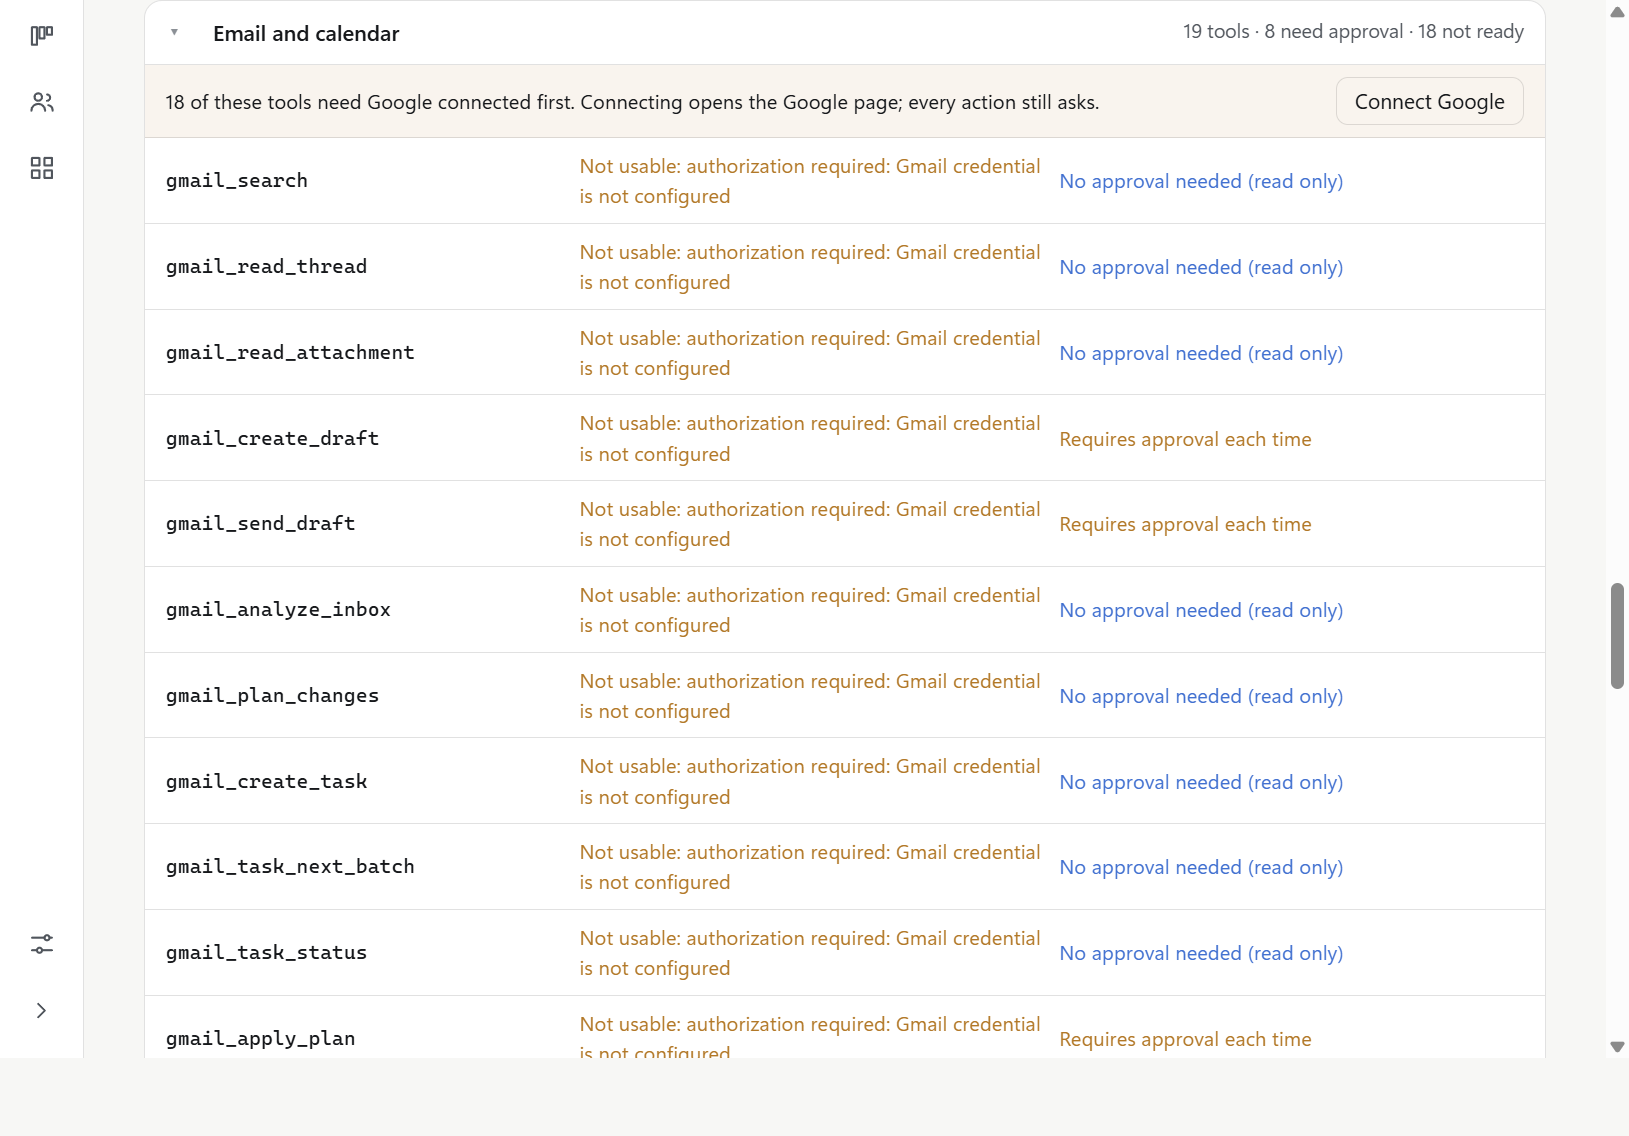 Email and calendar
19 tools · 8 need approval · 18 not ready
18 of these tools need Google connected first. Connecting opens the Google page; every action still asks.
Connect Google
gmail_search
Not usable: authorization required: Gmail credential
is not configured
No approval needed (read only)
gmail_read_thread
Not usable: authorization required: Gmail credential
is not configured
No approval needed (read only)
gmail_read_attachment
Not usable: authorization required: Gmail credential
is not configured
No approval needed (read only)
gmail_create_draft
Not usable: authorization required: Gmail credential
is not configured
Requires approval each time
gmail_send_draft
Not usable: authorization required: Gmail credential
is not configured
Requires approval each time
gmail_analyze_inbox
Not usable: authorization required: Gmail credential
is not configured
No approval needed (read only)
gmail_plan_changes
Not usable: authorization required: Gmail credential
is not configured
No approval needed (read only)
gmail_create_task
Not usable: authorization required: Gmail credential
is not configured
No approval needed (read only)
gmail_task_next_batch
Not usable: authorization required: Gmail credential
is not configured
No approval needed (read only)
gmail_task_status
Not usable: authorization required: Gmail credential
is not configured
No approval needed (read only)
gmail_apply_plan
Not usable: authorization required: Gmail credential
is not configured
Requires approval each time